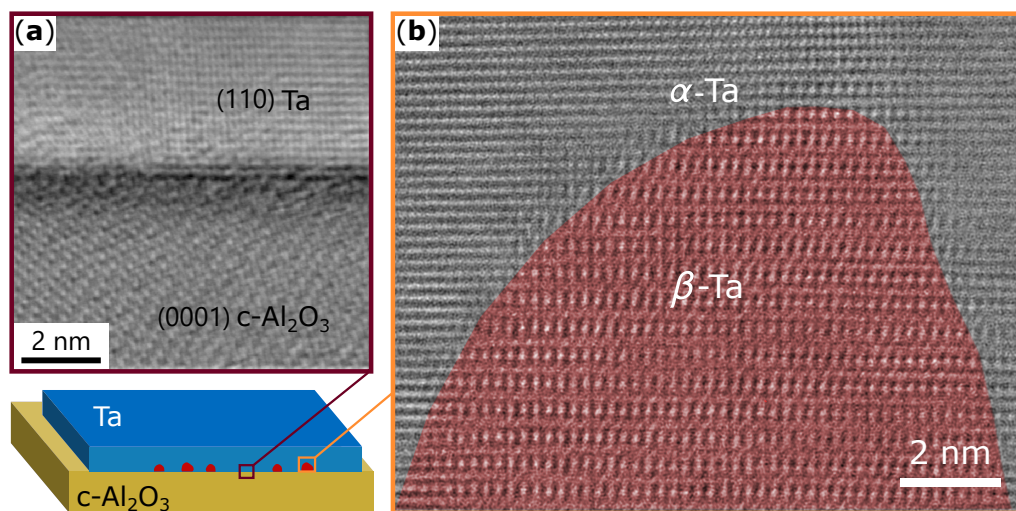 (a)
(110) Ta
(0001) c-Al₂O₃
2 nm
(b)
α-Ta
β-Ta
2 nm
Ta
c-Al₂O₃